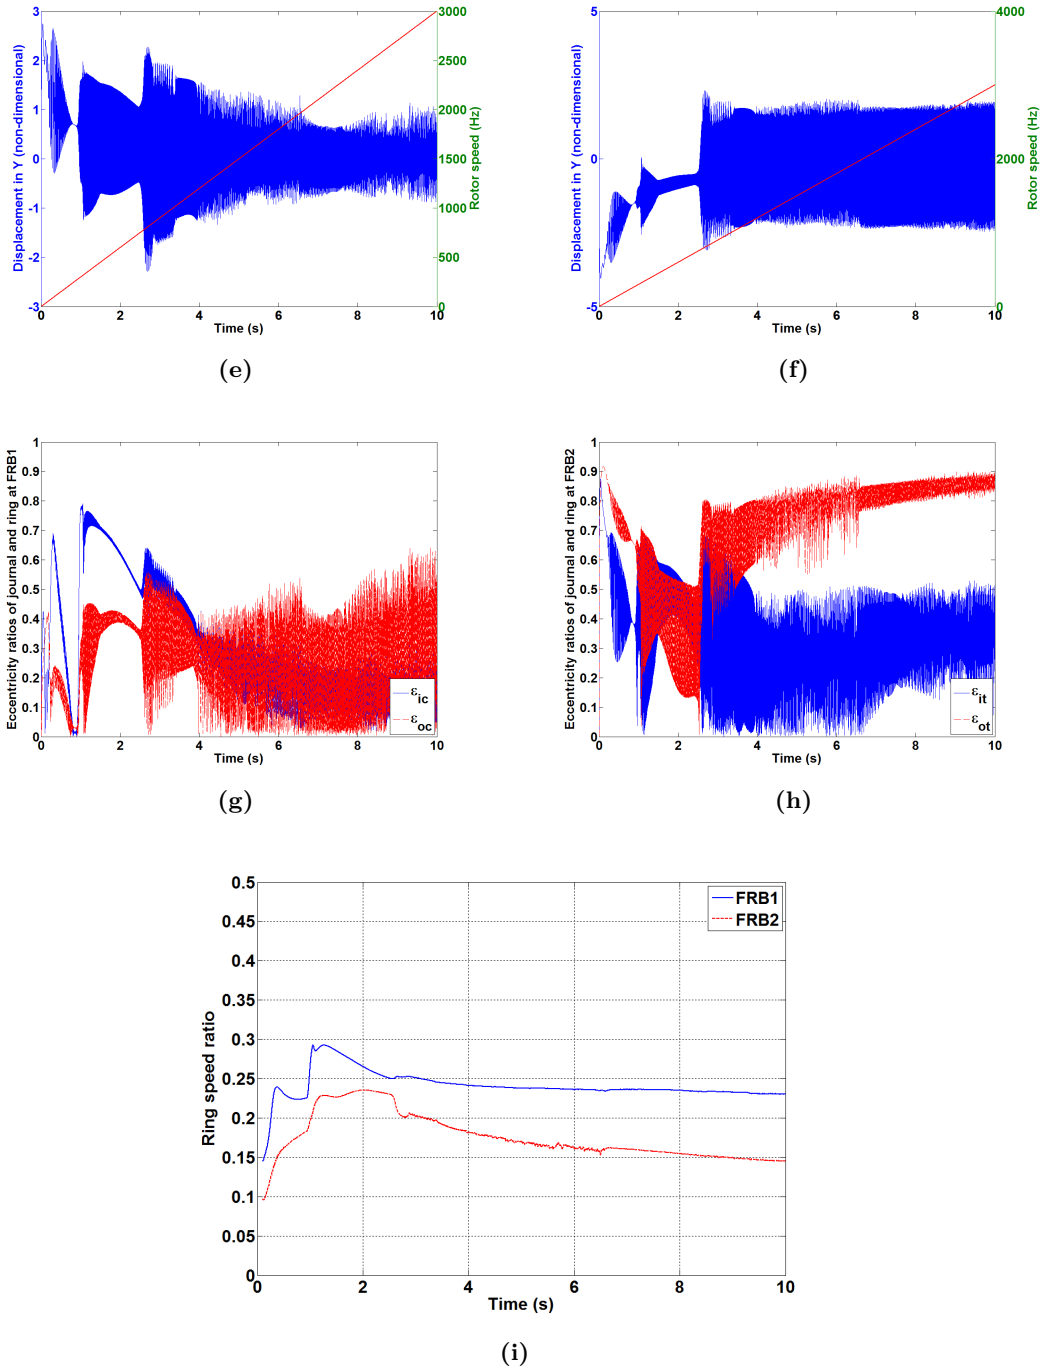 3
2
1
0
-1
-2
-3
Displacement in Y (non-dimensional)
3000
2500
2000
1500
1000
500
0
Rotor speed (Hz)
0 2 4 6 8 10
Time (s)
(e)
5
0
-5
Displacement in Y (non-dimensional)
4000
2000
0
Rotor speed (Hz)
0 2 4 6 8 10
Time (s)
(f)
1
0.9
0.8
0.7
0.6
0.5
0.4
0.3
0.2
0.1
0
Eccentricity ratios of journal and ring at FRB1
εic
εoc
0 2 4 6 8 10
Time (s)
(g)
1
0.9
0.8
0.7
0.6
0.5
0.4
0.3
0.2
0.1
0
Eccentricity ratios of journal and ring at FRB2
εit
εot
0 2 4 6 8 10
Time (s)
(h)
0.5
0.45
0.4
0.35
0.3
0.25
0.2
0.15
0.1
0.05
0
Ring speed ratio
FRB1
FRB2
0 2 4 6 8 10
Time (s)
(i)